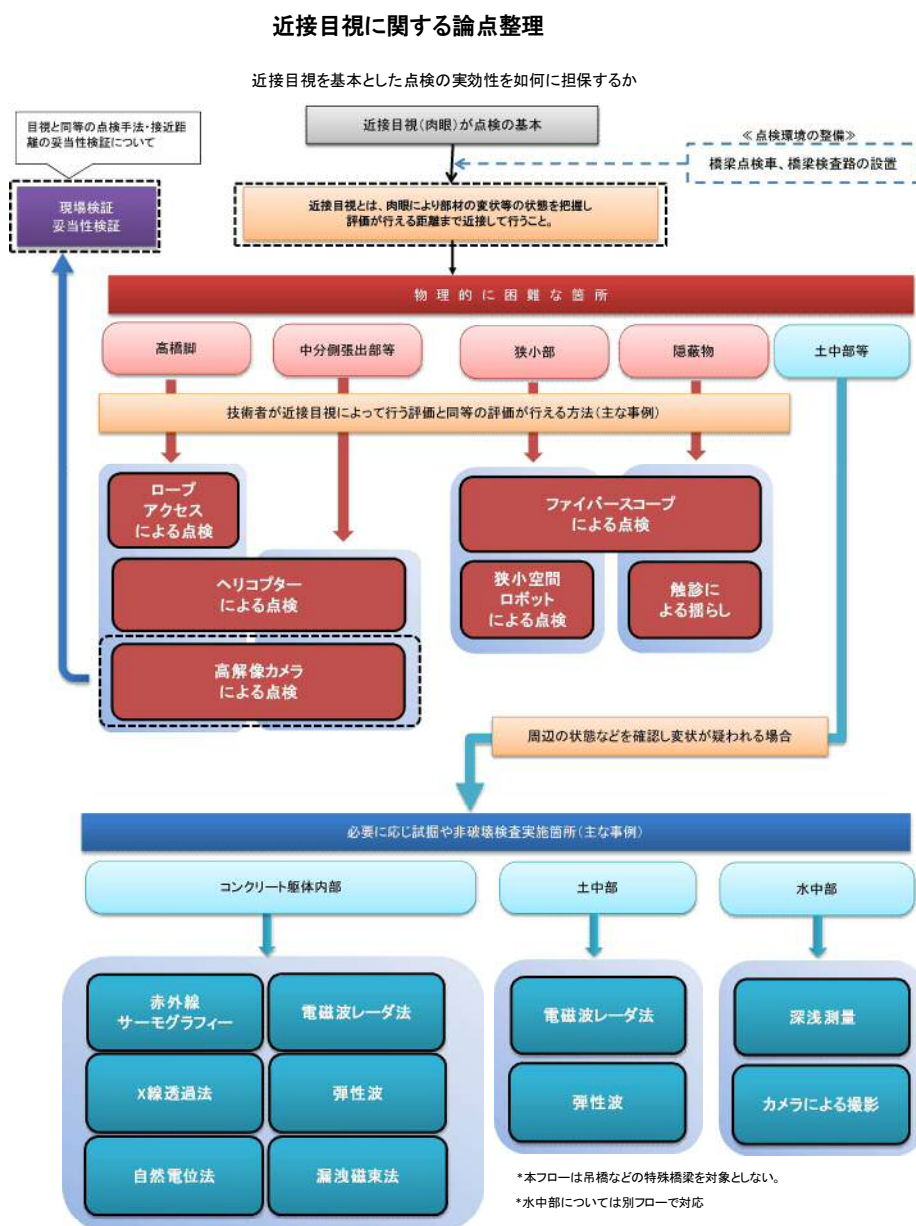 近接目視に関する論点整理
近接目視を基本とした点検の実効性を如何に担保するか
目視と同等の点検手法・接近距
離の妥当性検証について
近接目視(肉眼)が点検の基本
≪点検環境の整備≫
橋梁点検車、橋梁検査路の設置
現場検証
妥当性検証
近接目視とは、肉眼により部材の変状等の状態を把握し
評価が行える距離まで近接して行うこと。
物理的に困難な箇所
高橋脚
中分側張出部等
狭小部
隠蔽物
土中部等
技術者が近接目視によって行う評価と同等の評価が行える方法(主な事例)
ロープ
アクセス
による点検
ファイバースコープ
による点検
ヘリコプター
による点検
狭小空間
ロボット
による点検
触診に
よる揺らし
高解像カメラ
による点検
周辺の状態などを確認し変状が疑われる場合
必要に応じ試掘や非破壊検査実施箇所(主な事例)
コンクリート躯体内部
土中部
水中部
赤外線
サーモグラフィー
電磁波レーダ法
電磁波レーダ法
深浅測量
X線透過法
弾性波
弾性波
カメラによる撮影
自然電位法
漏洩磁束法
*本フローは吊橋などの特殊橋梁を対象としない。
*水中部については別フローで対応